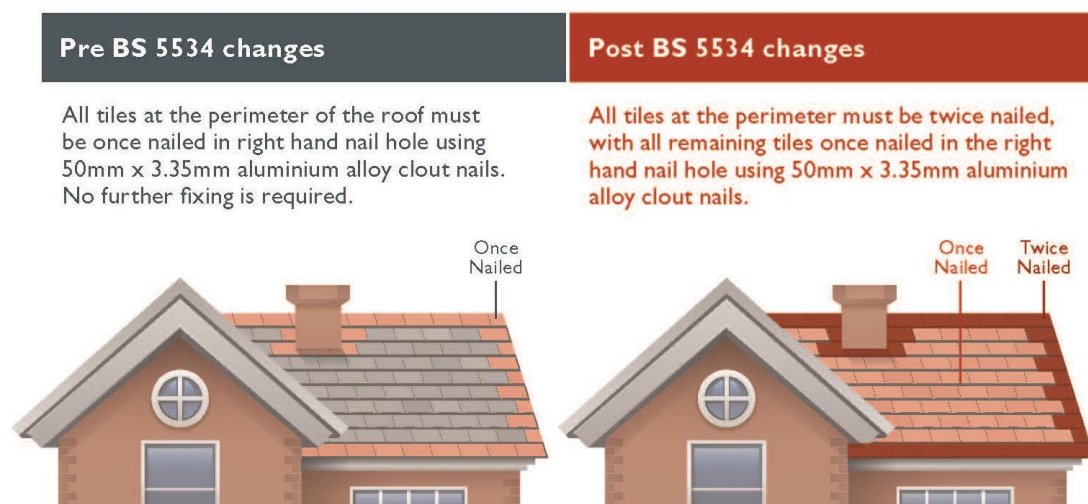 Pre BS 5534 changes
All tiles at the perimeter of the roof must
be once nailed in right hand nail hole using
50mm x 3.35mm aluminium alloy clout nails.
No further fixing is required.
Once
Nailed
Post BS 5534 changes
All tiles at the perimeter must be twice nailed,
with all remaining tiles once nailed in the right
hand nail hole using 50mm x 3.35mm aluminium
alloy clout nails.
Once
Nailed
Twice
Nailed